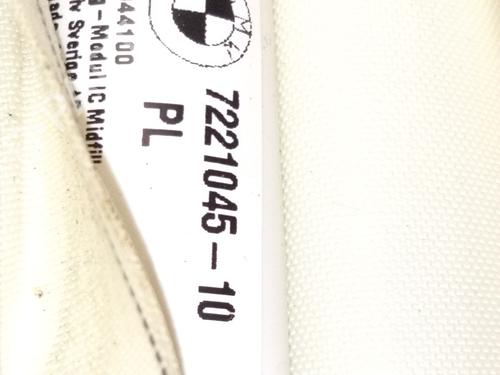 7221045-10
PL
44100
- Modul IC Midfill
Sverige